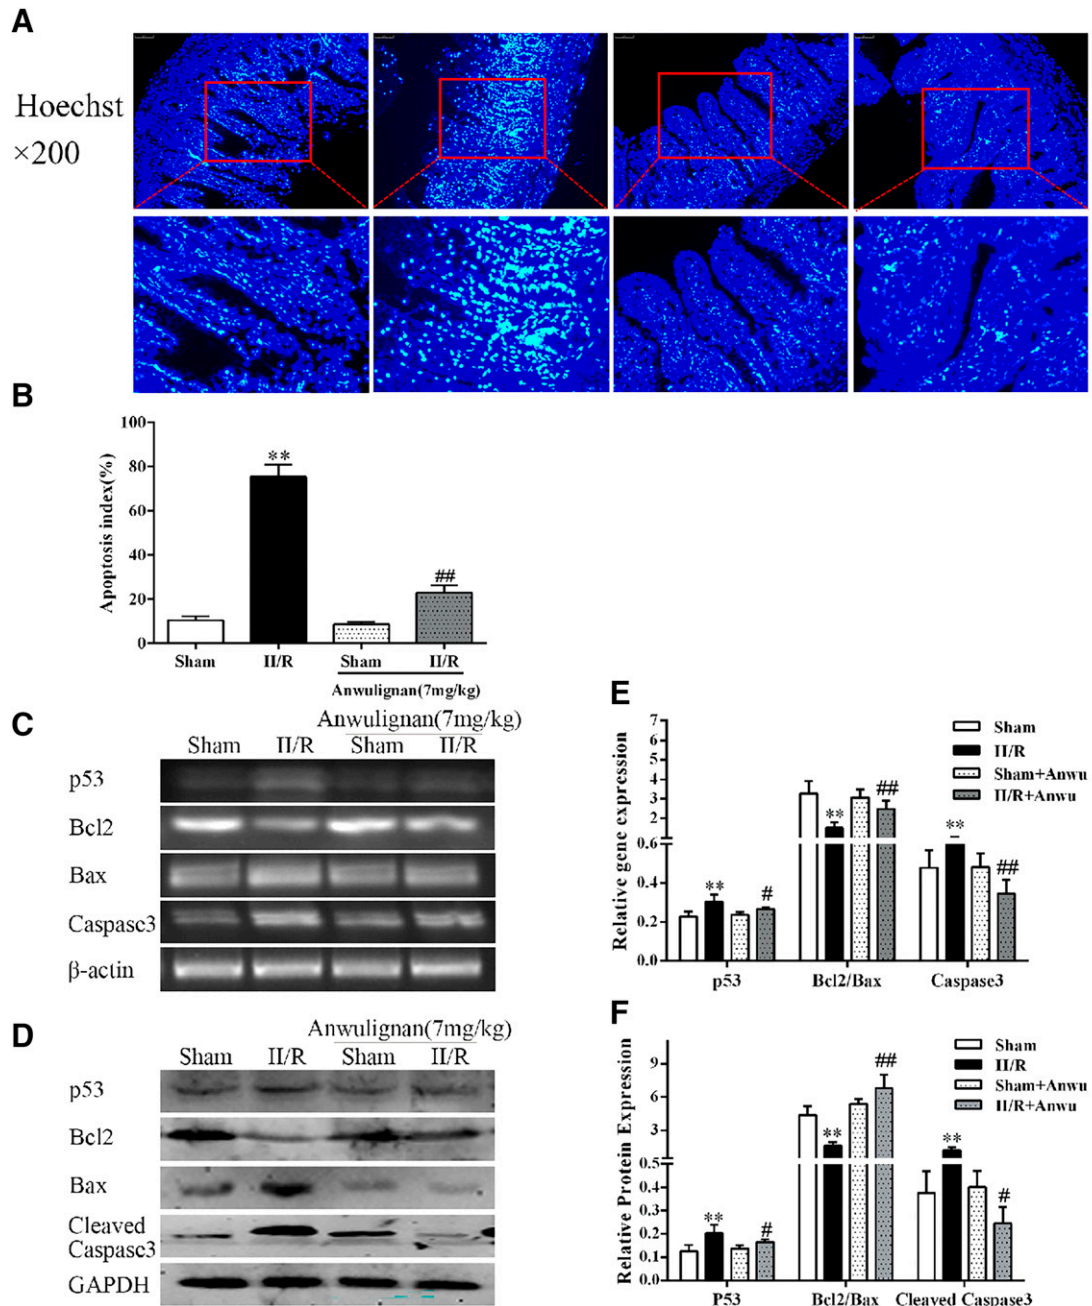 A
Hoechst
×200
B
Apoptosis index(%)
100
80
60
40
20
0
**
##
Sham II/R Sham II/R
Anwulignan(7mg/kg)
C
Anwulignan(7mg/kg)
Sham II/R Sham II/R
p53
Bcl2
Bax
Caspase3
β-actin
D
Anwulignan(7mg/kg)
Sham II/R Sham II/R
p53
Bcl2
Bax
Cleaved
Caspase3
GAPDH
E
Relative gene expression
7
6
5
4
3
2
1
0.6
0.4
0.2
0.0
Sham
II/R
Sham+Anwu
II/R+Anwu
** # ** ## ** ##
p53 Bcl2/Bax Caspase3
F
Relative Protein Expression
9
6
3
0.5
0.4
0.3
0.2
0.1
0.0
Sham
II/R
Sham+Anwu
II/R+Anwu
** # ** ## ** #
P53 Bcl2/Bax Cleaved Caspase3